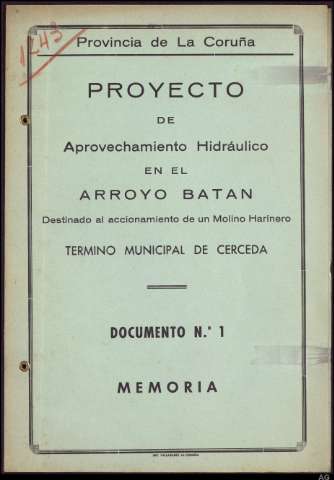 1243
Provincia de La Coruña
PROYECTO
DE
Aprovechamiento Hidráulico
EN EL
ARROYO BATAN
Destinado al accionamiento de un Molino Harinero
TERMINO MUNICIPAL DE CERCEDA
DOCUMENTO N.º 1
MEMORIA
AG